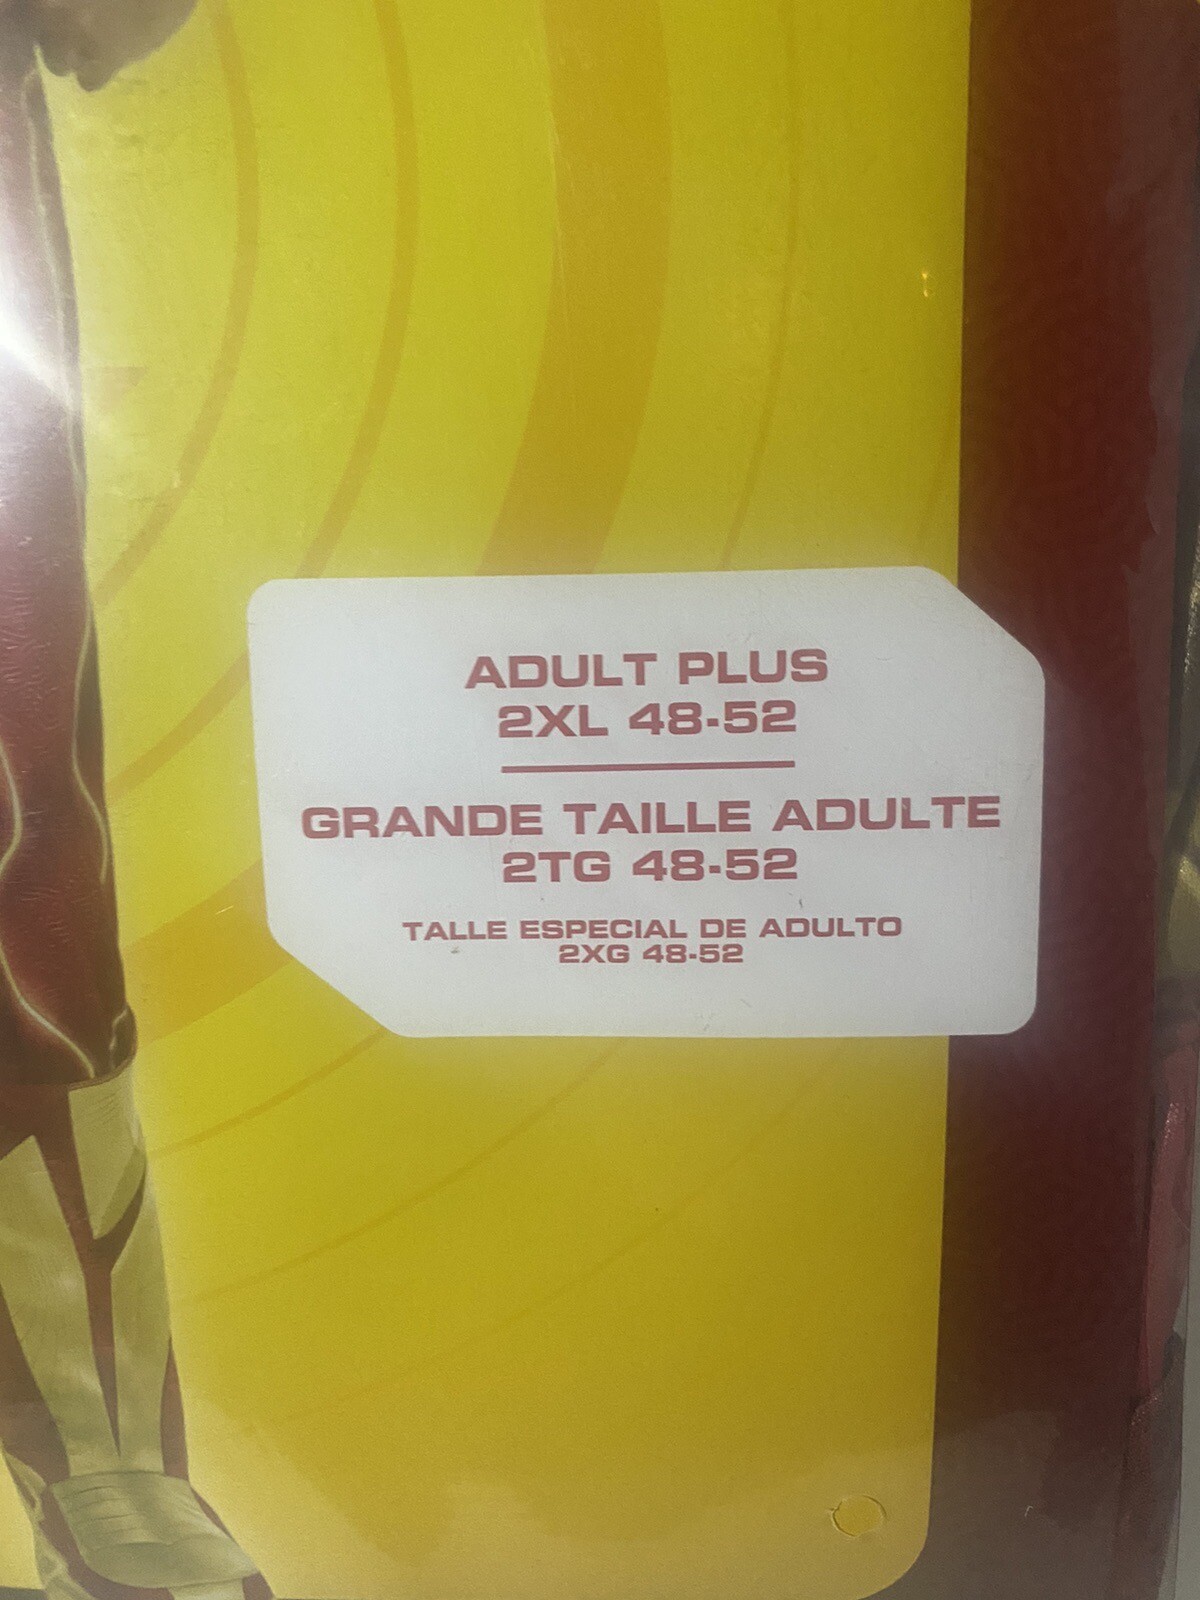 ADULT PLUS
2XL 48-52
GRANDE TAILLE ADULTE
2TG 48-52
TALLE ESPECIAL DE ADULTO
2XG 48-52